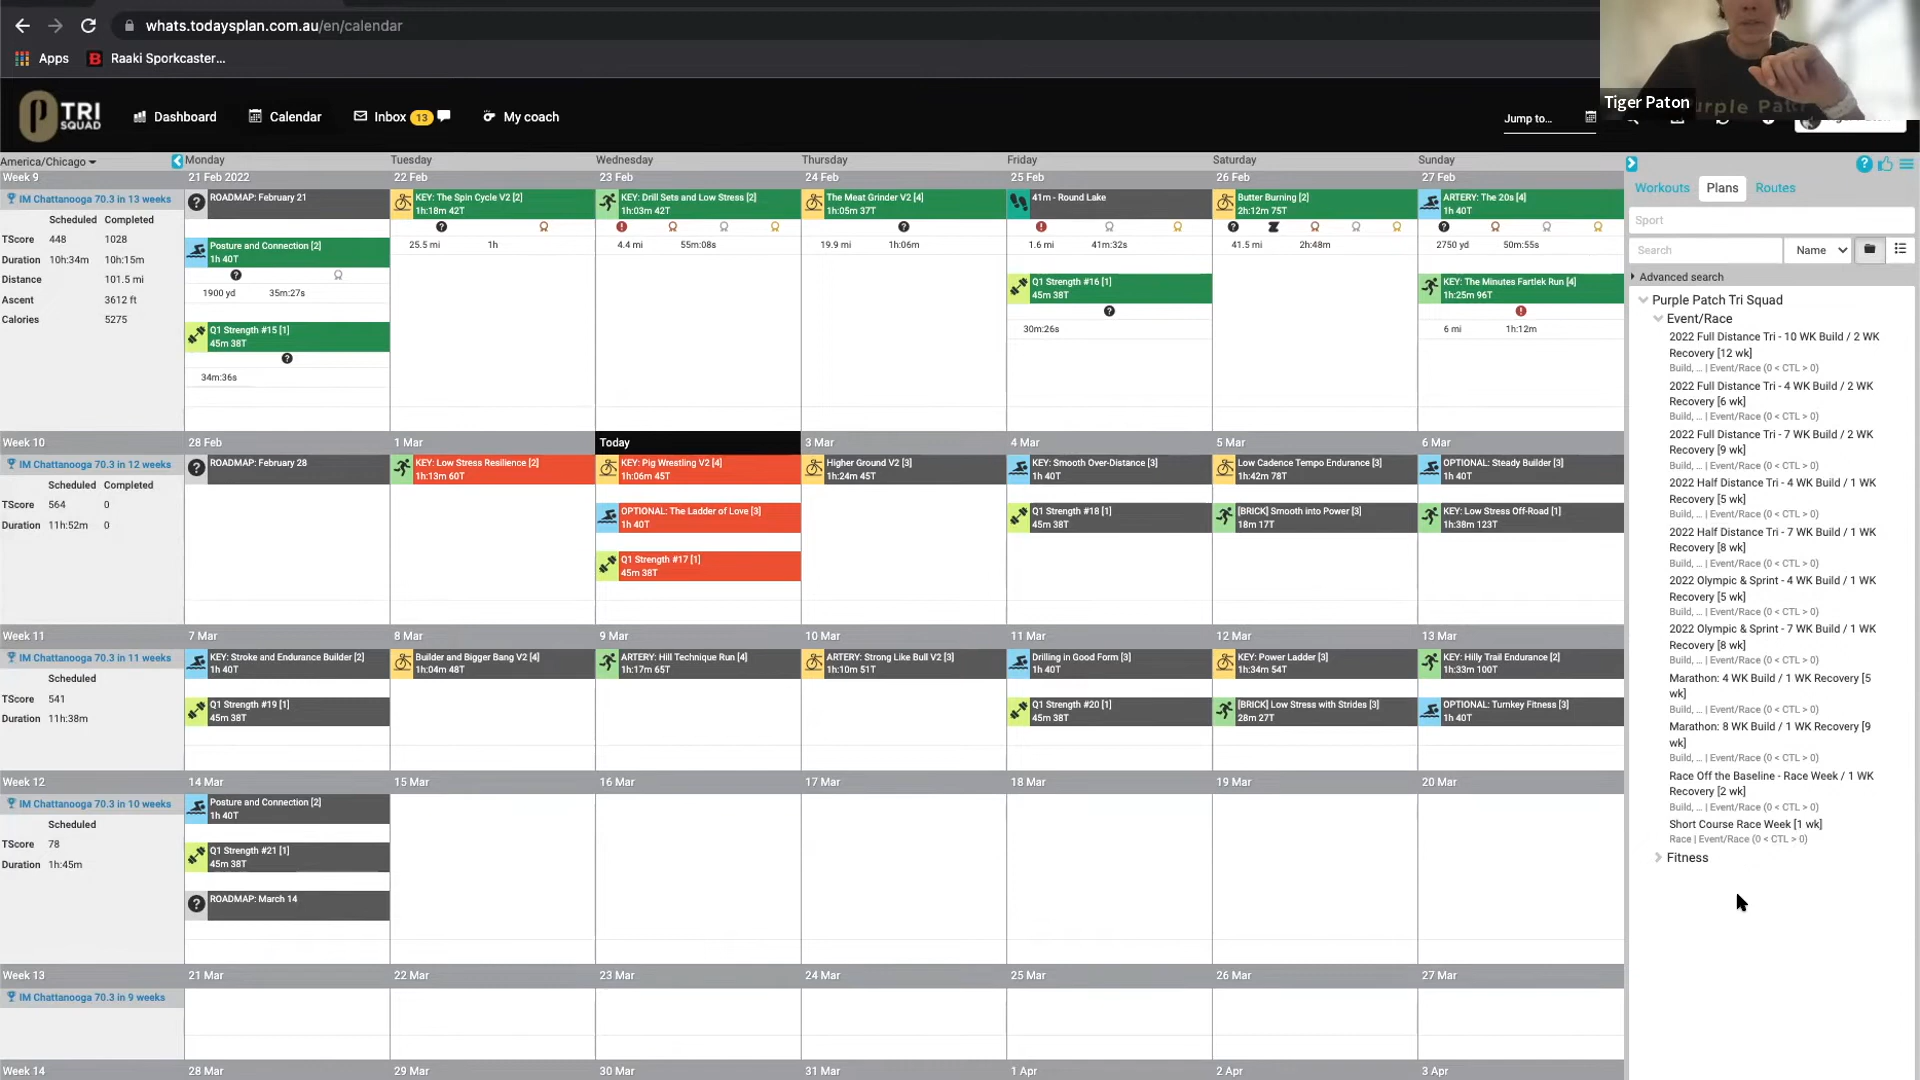 whats.todaysplan.com.au/en/calendar
Apps
Raaki Sporkcaster...
Tiger Paton
TRI
SQUAD
Dashboard
Calendar
Inbox 13
My coach
Jump to...
America/Chicago
Monday Tuesday Wednesday Thursday Friday Saturday Sunday
Week 9 21 Feb 2022 22 Feb 23 Feb 24 Feb 25 Feb 26 Feb 27 Feb
IM Chattanooga 70.3 in 13 weeks
Scheduled Completed
TScore 448 1028
Duration 10h:34m 10h:15m
Distance 101.5 mi
Ascent 3612 ft
Calories 5275
ROADMAP: February 21
Posture and Connection [2]
1h 40T
1900 yd 35m:27s
Q1 Strength #15 [1]
45m 38T
34m:36s
KEY: The Spin Cycle V2 [2]
1h:18m 42T
25.5 mi 1h
KEY: Drill Sets and Low Stress [2]
1h:03m 42T
4.4 mi 55m:08s
The Meat Grinder V2 [4]
1h:05m 37T
19.9 mi 1h:06m
41m - Round Lake
1.6 mi 41m:32s
Q1 Strength #16 [1]
45m 38T
30m:26s
Butter Burning [2]
2h:12m 75T
41.5 mi 2h:48m
ARTERY: The 20s [4]
1h 40T
2750 yd 50m:55s
KEY: The Minutes Fartlek Run [4]
1h:25m 96T
6 mi 1h:12m
Week 10 28 Feb 1 Mar Today 3 Mar 4 Mar 5 Mar 6 Mar
IM Chattanooga 70.3 in 12 weeks
Scheduled Completed
TScore 564 0
Duration 11h:52m 0
ROADMAP: February 28
KEY: Low Stress Resilience [2]
1h:13m 60T
KEY: Pig Wrestling V2 [4]
1h:06m 45T
OPTIONAL: The Ladder of Love [3]
1h 40T
Q1 Strength #17 [1]
45m 38T
Higher Ground V2 [3]
1h:24m 45T
KEY: Smooth Over-Distance [3]
1h 40T
Q1 Strength #18 [1]
45m 38T
Low Cadence Tempo Endurance [3]
1h:42m 78T
[BRICK] Smooth into Power [3]
18m 17T
OPTIONAL: Steady Builder [3]
1h 40T
KEY: Low Stress Off-Road [1]
1h:38m 123T
Week 11 7 Mar 8 Mar 9 Mar 10 Mar 11 Mar 12 Mar 13 Mar
IM Chattanooga 70.3 in 11 weeks
Scheduled
TScore 541
Duration 11h:38m
KEY: Stroke and Endurance Builder [2]
1h 40T
Q1 Strength #19 [1]
45m 38T
Builder and Bigger Bang V2 [4]
1h:04m 48T
ARTERY: Hill Technique Run [4]
1h:17m 65T
ARTERY: Strong Like Bull V2 [3]
1h:10m 51T
Drilling in Good Form [3]
1h 40T
Q1 Strength #20 [1]
45m 38T
KEY: Power Ladder [3]
1h:34m 54T
[BRICK] Low Stress with Strides [3]
28m 27T
KEY: Hilly Trail Endurance [2]
1h:33m 100T
OPTIONAL: Turnkey Fitness [3]
1h 40T
Week 12 14 Mar 15 Mar 16 Mar 17 Mar 18 Mar 19 Mar 20 Mar
IM Chattanooga 70.3 in 10 weeks
Scheduled
TScore 78
Duration 1h:45m
Posture and Connection [2]
1h 40T
Q1 Strength #21 [1]
45m 38T
ROADMAP: March 14
Week 13 21 Mar 22 Mar 23 Mar 24 Mar 25 Mar 26 Mar 27 Mar
IM Chattanooga 70.3 in 9 weeks
Week 14 28 Mar 29 Mar 30 Mar 31 Mar 1 Apr 2 Apr 3 Apr
Workouts Plans Routes
Sport
Search Name
Advanced search
Purple Patch Tri Squad
Event/Race
2022 Full Distance Tri - 10 WK Build / 2 WK
Recovery [12 wk]
Build, ... | Event/Race (0 < CTL > 0)
2022 Full Distance Tri - 4 WK Build / 2 WK
Recovery [6 wk]
Build, ... | Event/Race (0 < CTL > 0)
2022 Full Distance Tri - 7 WK Build / 2 WK
Recovery [9 wk]
Build, ... | Event/Race (0 < CTL > 0)
2022 Half Distance Tri - 4 WK Build / 1 WK
Recovery [5 wk]
Build, ... | Event/Race (0 < CTL > 0)
2022 Half Distance Tri - 7 WK Build / 1 WK
Recovery [8 wk]
Build, ... | Event/Race (0 < CTL > 0)
2022 Olympic & Sprint - 4 WK Build / 1 WK
Recovery [5 wk]
Build, ... | Event/Race (0 < CTL > 0)
2022 Olympic & Sprint - 7 WK Build / 1 WK
Recovery [8 wk]
Build, ... | Event/Race (0 < CTL > 0)
Marathon: 4 WK Build / 1 WK Recovery [5
wk]
Build, ... | Event/Race (0 < CTL > 0)
Marathon: 8 WK Build / 1 WK Recovery [9
wk]
Build, ... | Event/Race (0 < CTL > 0)
Race Off the Baseline - Race Week / 1 WK
Recovery [2 wk]
Build, ... | Event/Race (0 < CTL > 0)
Short Course Race Week [1 wk]
Race | Event/Race (0 < CTL > 0)
Fitness